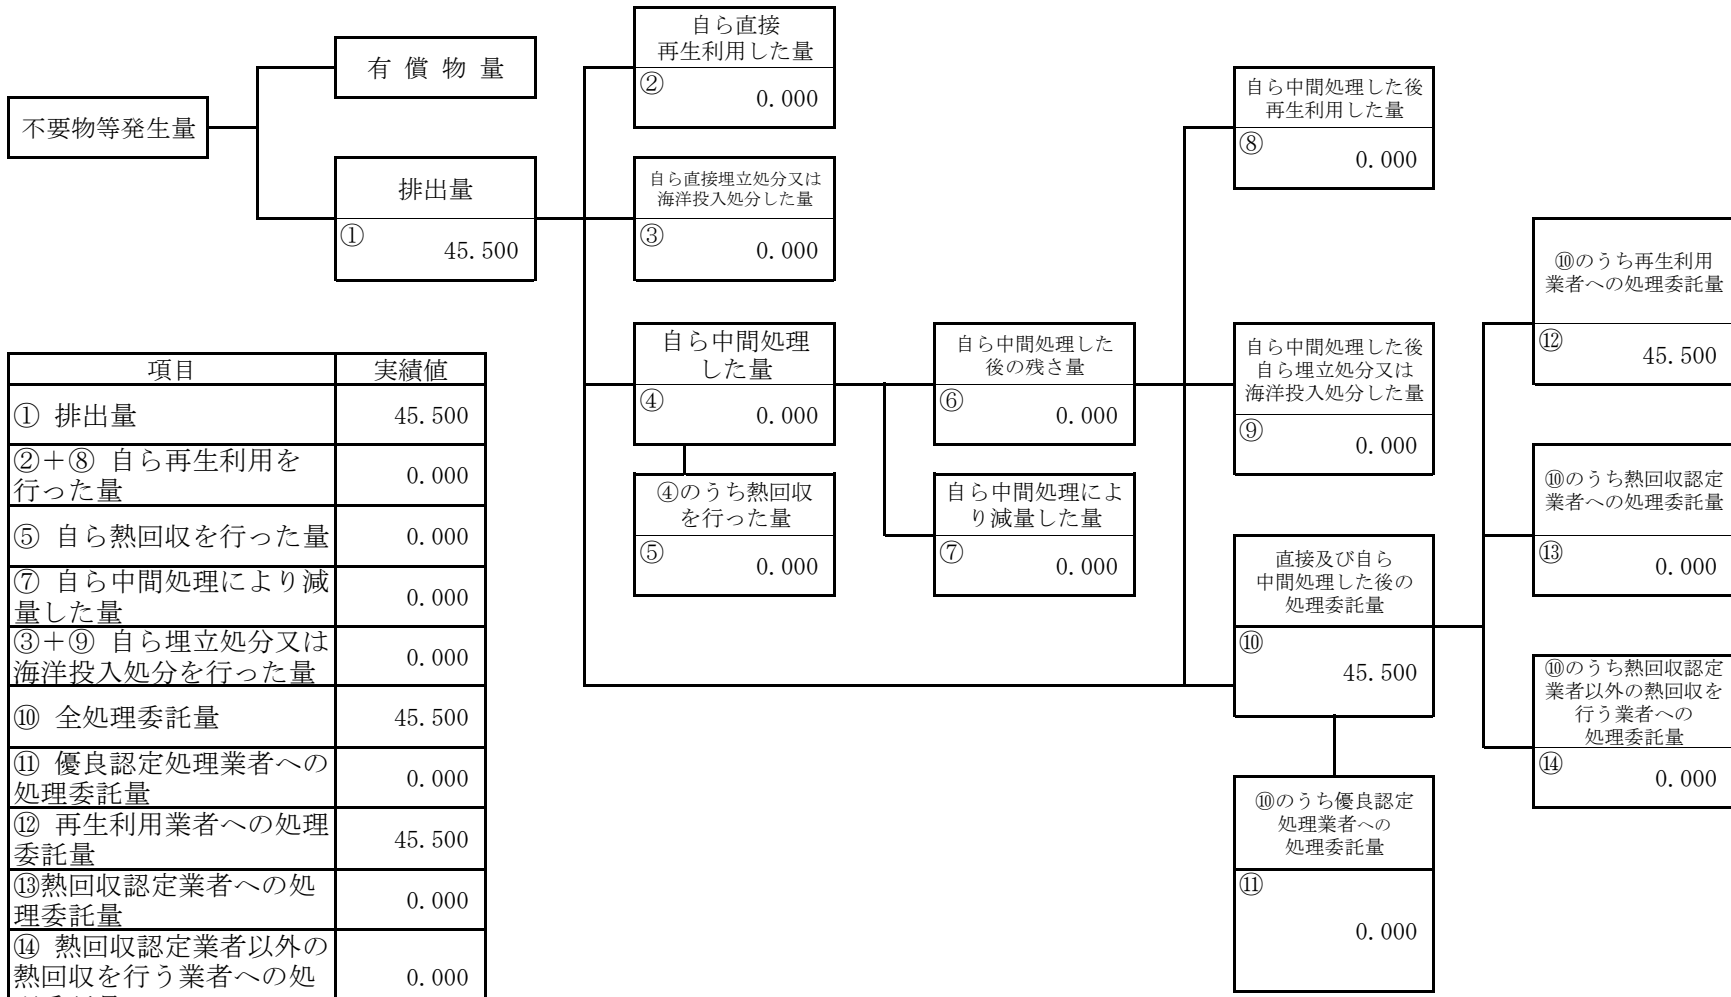 不要物等発生量
有 償 物 量
排出量
①
45.500
自ら直接
再生利用した量
②
0.000
自ら直接埋立処分又は
海洋投入処分した量
③
0.000
自ら中間処理
した量
④
0.000
④のうち熱回収
を行った量
⑤
0.000
自ら中間処理した
後の残さ量
⑥
0.000
自ら中間処理によ
り減量した量
⑦
0.000
自ら中間処理した後
再生利用した量
⑧
0.000
自ら中間処理した後
自ら埋立処分又は
海洋投入処分した量
⑨
0.000
直接及び自ら
中間処理した後の
処理委託量
⑩
45.500
⑩のうち優良認定
処理業者への
処理委託量
⑪
0.000
⑩のうち再生利用
業者への処理委託量
⑫
45.500
⑩のうち熱回収認定
業者への処理委託量
⑬
0.000
⑩のうち熱回収認定
業者以外の熱回収を
行う業者への
処理委託量
⑭
0.000
項目 実績値
① 排出量 45.500
②＋⑧ 自ら再生利用を
行った量 0.000
⑤ 自ら熱回収を行った量 0.000
⑦ 自ら中間処理により減
量した量 0.000
③＋⑨ 自ら埋立処分又は
海洋投入処分を行った量 0.000
⑩ 全処理委託量 45.500
⑪ 優良認定処理業者への
処理委託量 0.000
⑫ 再生利用業者への処理
委託量 45.500
⑬熱回収認定業者への処
理委託量 0.000
⑭ 熱回収認定業者以外の
熱回収を行う業者への処 0.000